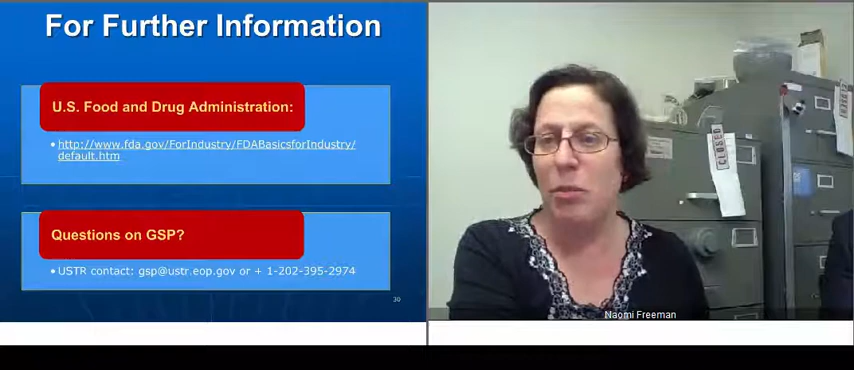 For Further Information
U.S. Food and Drug Administration:
• http://www.fda.gov/ForIndustry/FDABasicsforIndustry/
default.htm
Questions on GSP?
• USTR contact: gsp@ustr.eop.gov or + 1-202-395-2974
30
CLOSED
Naomi Freeman